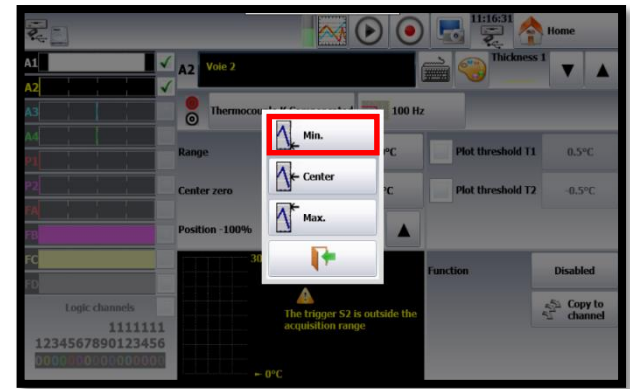 11:16:31
Home
A1
A2
A3
A4
P1
P2
FA
FB
FC
FD
Logic channels
1111111
1234567890123456
0000000000000000
A2 Voie 2
Thickness 1
Thermocouple K Compensated
100 Hz
Range
°C
Center zero
°C
Position -100%
Plot threshold T1
0.5°C
Plot threshold T2
-0.5°C
Min.
Center
Max.
30
The trigger S2 is outside the
acquisition range
0°C
Function
Disabled
Copy to
channel